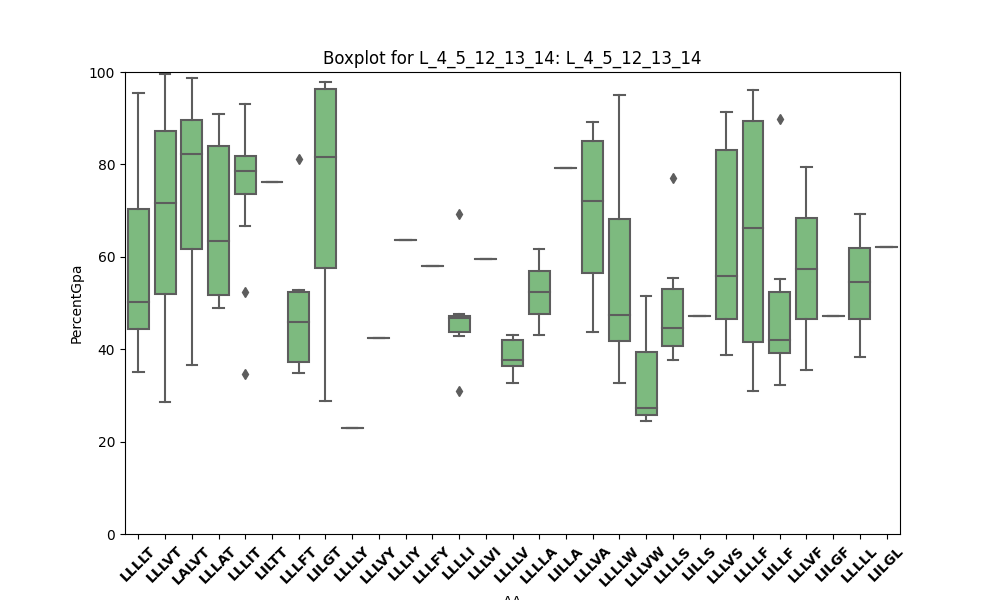 Boxplot for L_4_5_12_13_14: L_4_5_12_13_14
100
80
60
40
20
0
PercentGpa
LLLLT
LLLVT
LALVT
LLLAT
LLLIT
LILTT
LLLFT
LILGT
LLLLY
LLLVY
LLLIY
LLLFY
LLLLI
LLLVI
LLLLV
LLLLA
LILLA
LLLVA
LLLLW
LLLVW
LLLLS
LILLS
LLLVS
LLLLF
LILLF
LLLVF
LILGF
LLLLL
LILGL